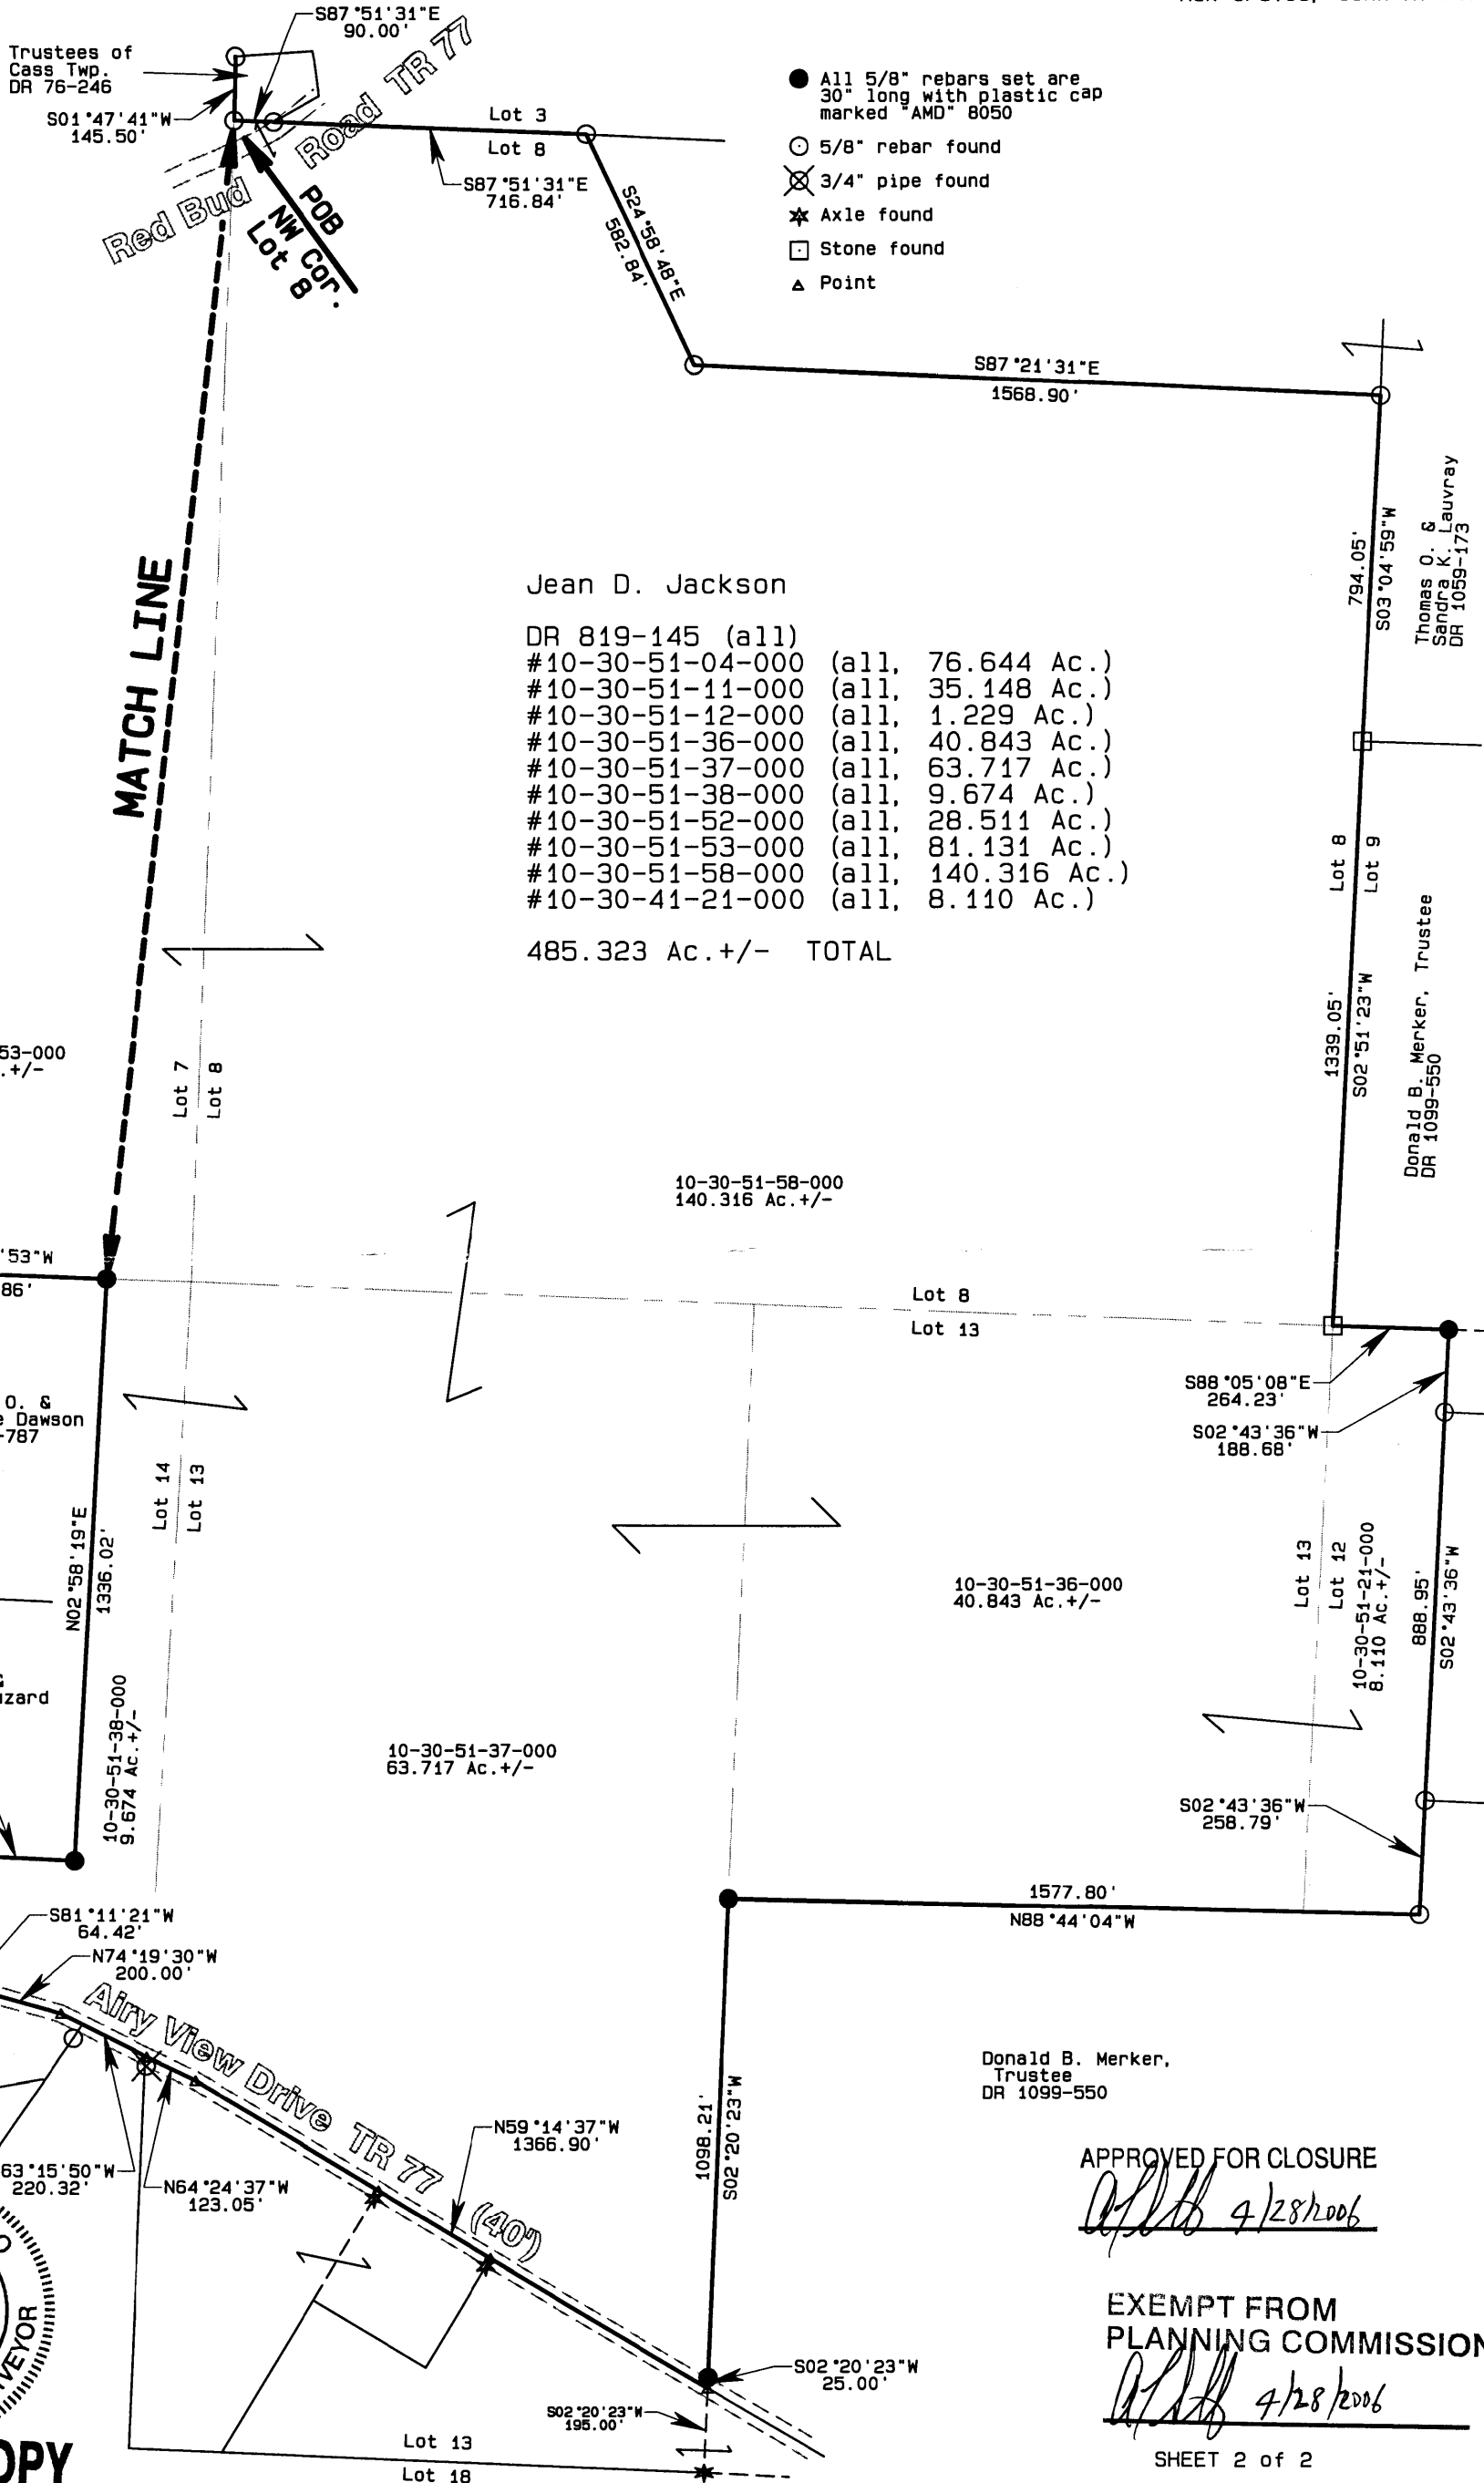 S87°51'31"E
90.00'
Trustees of
Cass Twp.
DR 76-246
S01°47'41"W
145.50'
Red Bud Road TR 77
Lot 3
Lot 8
S87°51'31"E
716.84'
POB
NW Cor.
Lot 8
All 5/8" rebars set are
30" long with plastic cap
marked "AMD" 8050
5/8" rebar found
3/4" pipe found
Axle found
Stone found
Point
S24°58'48"E
582.84'
S87°21'31"E
1568.90'
794.05'
S03°04'59"W
Thomas O. &
Sandra K. Lauvray
DR 1059-173
MATCH LINE
Jean D. Jackson
DR 819-145 (all)
#10-30-51-04-000 (all, 76.644 Ac.)
#10-30-51-11-000 (all, 35.148 Ac.)
#10-30-51-12-000 (all, 1.229 Ac.)
#10-30-51-36-000 (all, 40.843 Ac.)
#10-30-51-37-000 (all, 63.717 Ac.)
#10-30-51-38-000 (all, 9.674 Ac.)
#10-30-51-52-000 (all, 28.511 Ac.)
#10-30-51-53-000 (all, 81.131 Ac.)
#10-30-51-58-000 (all, 140.316 Ac.)
#10-30-41-21-000 (all, 8.110 Ac.)
485.323 Ac.+/- TOTAL
Lot 8
Lot 9
1339.05'
S02°51'23"W
Donald B. Merker, Trustee
DR 1099-550
53-000
.+/-
Lot 7
Lot 8
10-30-51-58-000
140.316 Ac.+/-
'53"W
86'
Lot 8
Lot 13
S88°05'08"E
264.23'
S02°43'36"W
188.68'
O. &
e Dawson
-787
Lot 14
Lot 13
N02°58'19"E
1336.02'
10-30-51-36-000
40.843 Ac.+/-
Lot 13
Lot 12
10-30-51-21-000
8.110 Ac.+/-
888.95'
S02°43'36"W
uzard
10-30-51-38-000
9.674 Ac.+/-
10-30-51-37-000
63.717 Ac.+/-
S02°43'36"W
258.79'
1577.80'
N88°44'04"W
S81°11'21"W
64.42'
N74°19'30"W
200.00'
Airy View Drive TR 77 (40')
N59°14'37"W
1366.90'
1098.21'
S02°20'23"W
Donald B. Merker,
Trustee
DR 1099-550
63°15'50"W
220.32'
N64°24'37"W
123.05'
APPROVED FOR CLOSURE
4/28/2006
EXEMPT FROM
PLANNING COMMISSION
4/28/2006
S02°20'23"W
25.00'
S02°20'23"W
195.00'
VEYOR
OPY
Lot 13
Lot 18
SHEET 2 of 2